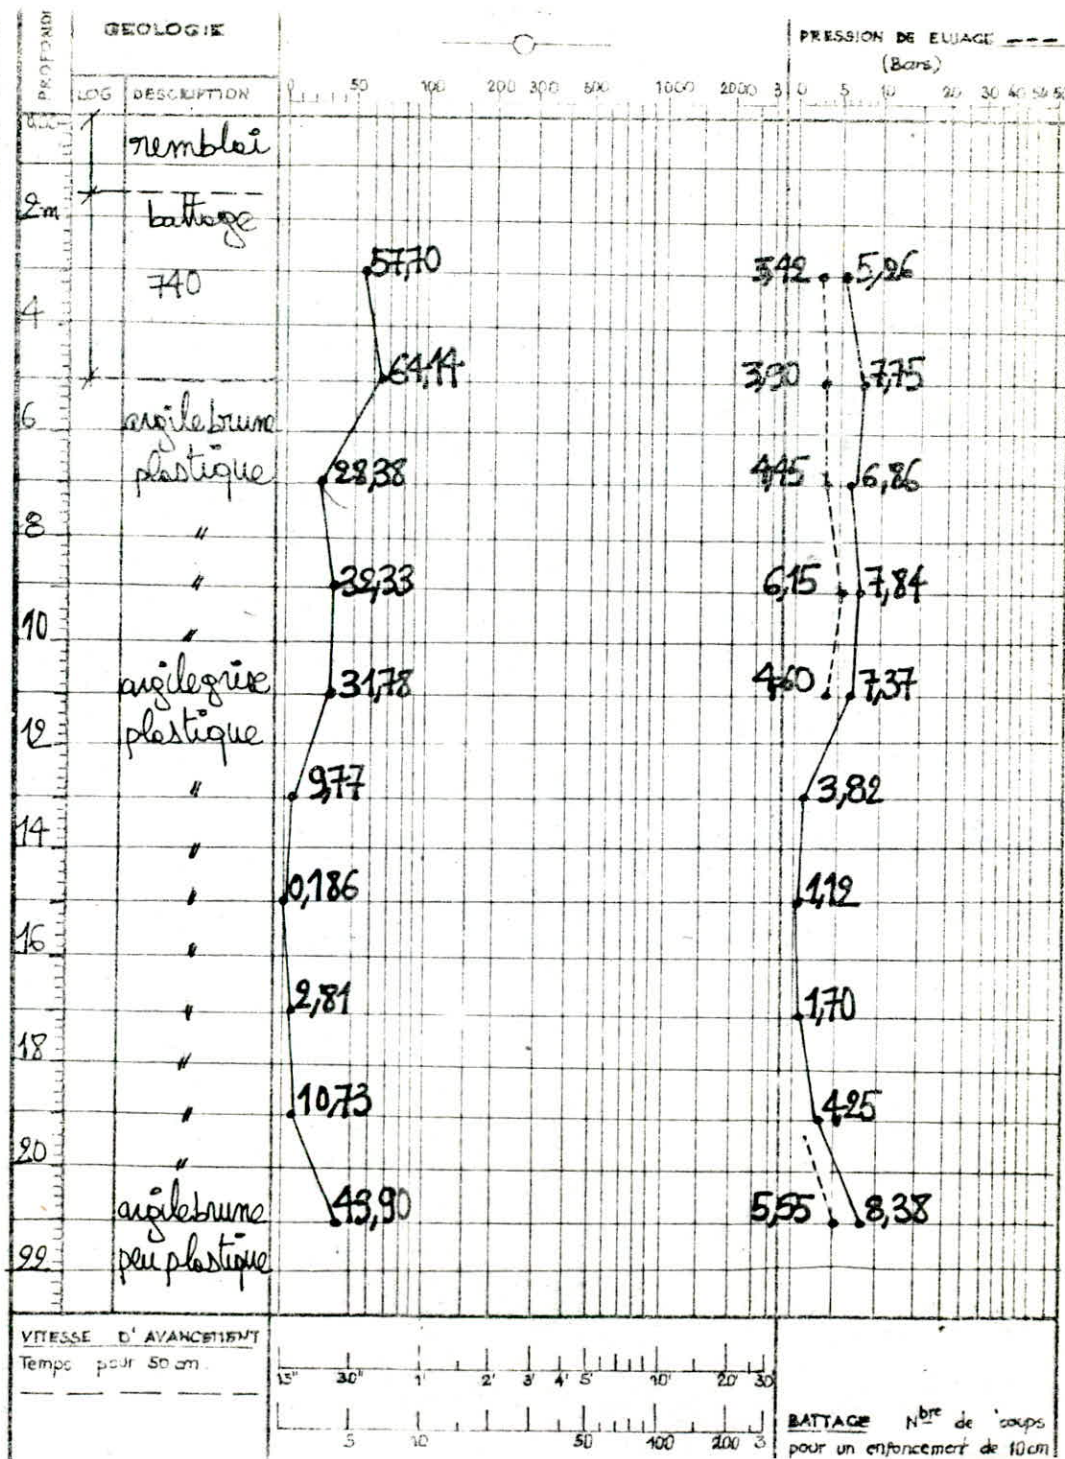 GEOLOGIE
PRESSION DE FLUAGE
(Bars)
LOG DESCRIPTION
0 50 100 200 300 500 1000 2000 3 0 5 10 20 30 40 50
remblai
2m battage
740 57,70 3,42 5,26
4
64,14 3,90 7,75
6 argile brune
plastique 28,38 4,45 6,86
8 "
" 32,33 6,15 7,84
10 "
argile grise 31,78 4,60 7,37
12 plastique
" 9,77 3,82
14 "
" 0,186 1,12
16 "
" 2,81 1,70
18 "
" 10,73 4,25
20 "
argile brune 49,90 5,55 8,38
22 peu plastique
VITESSE D'AVANCEMENT
Temps pour 50 cm
15" 30" 1' 2' 3' 4' 5' 10' 20' 30
BATTAGE Nbre de coups
5 10 50 100 200 3 pour un enfoncement de 10cm